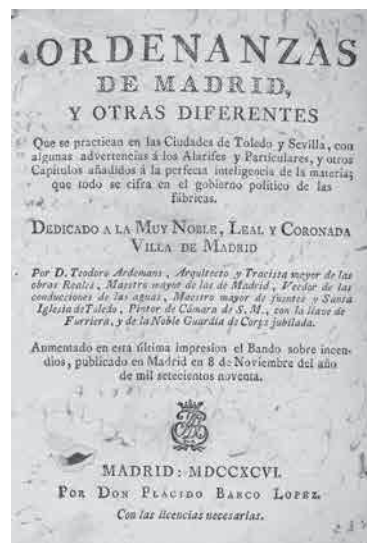 ORDENANZAS
DE MADRID,
Y OTRAS DIFERENTES
Que se practican en las Ciudades de Toledo y Sevilla, con
algunas advertencias á los Alarifes y Particulares, y otros
Capítulos añadidos á la perfecta inteligencia de la materia;
que todo se cifra en el gobierno político de las
fábricas.
DEDICADO A LA MUY NOBLE, LEAL Y CORONADA
VILLA DE MADRID
Por D. Teodoro Ardemans, Arquitecto y Tracista mayor de las
obras Reales, Maestro mayor de las de Madrid, Veedor de las
conducciones de las aguas, Maestro mayor de fuentes y Santa
Iglesia de Toledo, Pintor de Cámara de S. M., con la llave de
Furriera, y de la Noble Guardia de Corps jubilada.
Aumentado en esta última impresion el Bando sobre incen-
dios, publicado en Madrid en 8 de Noviembre del año
de mil setecientos noventa.
MADRID: MDCCXCVI.
POR DON PLACIDO BARCO LOPEZ.
Con las licencias necesarias.